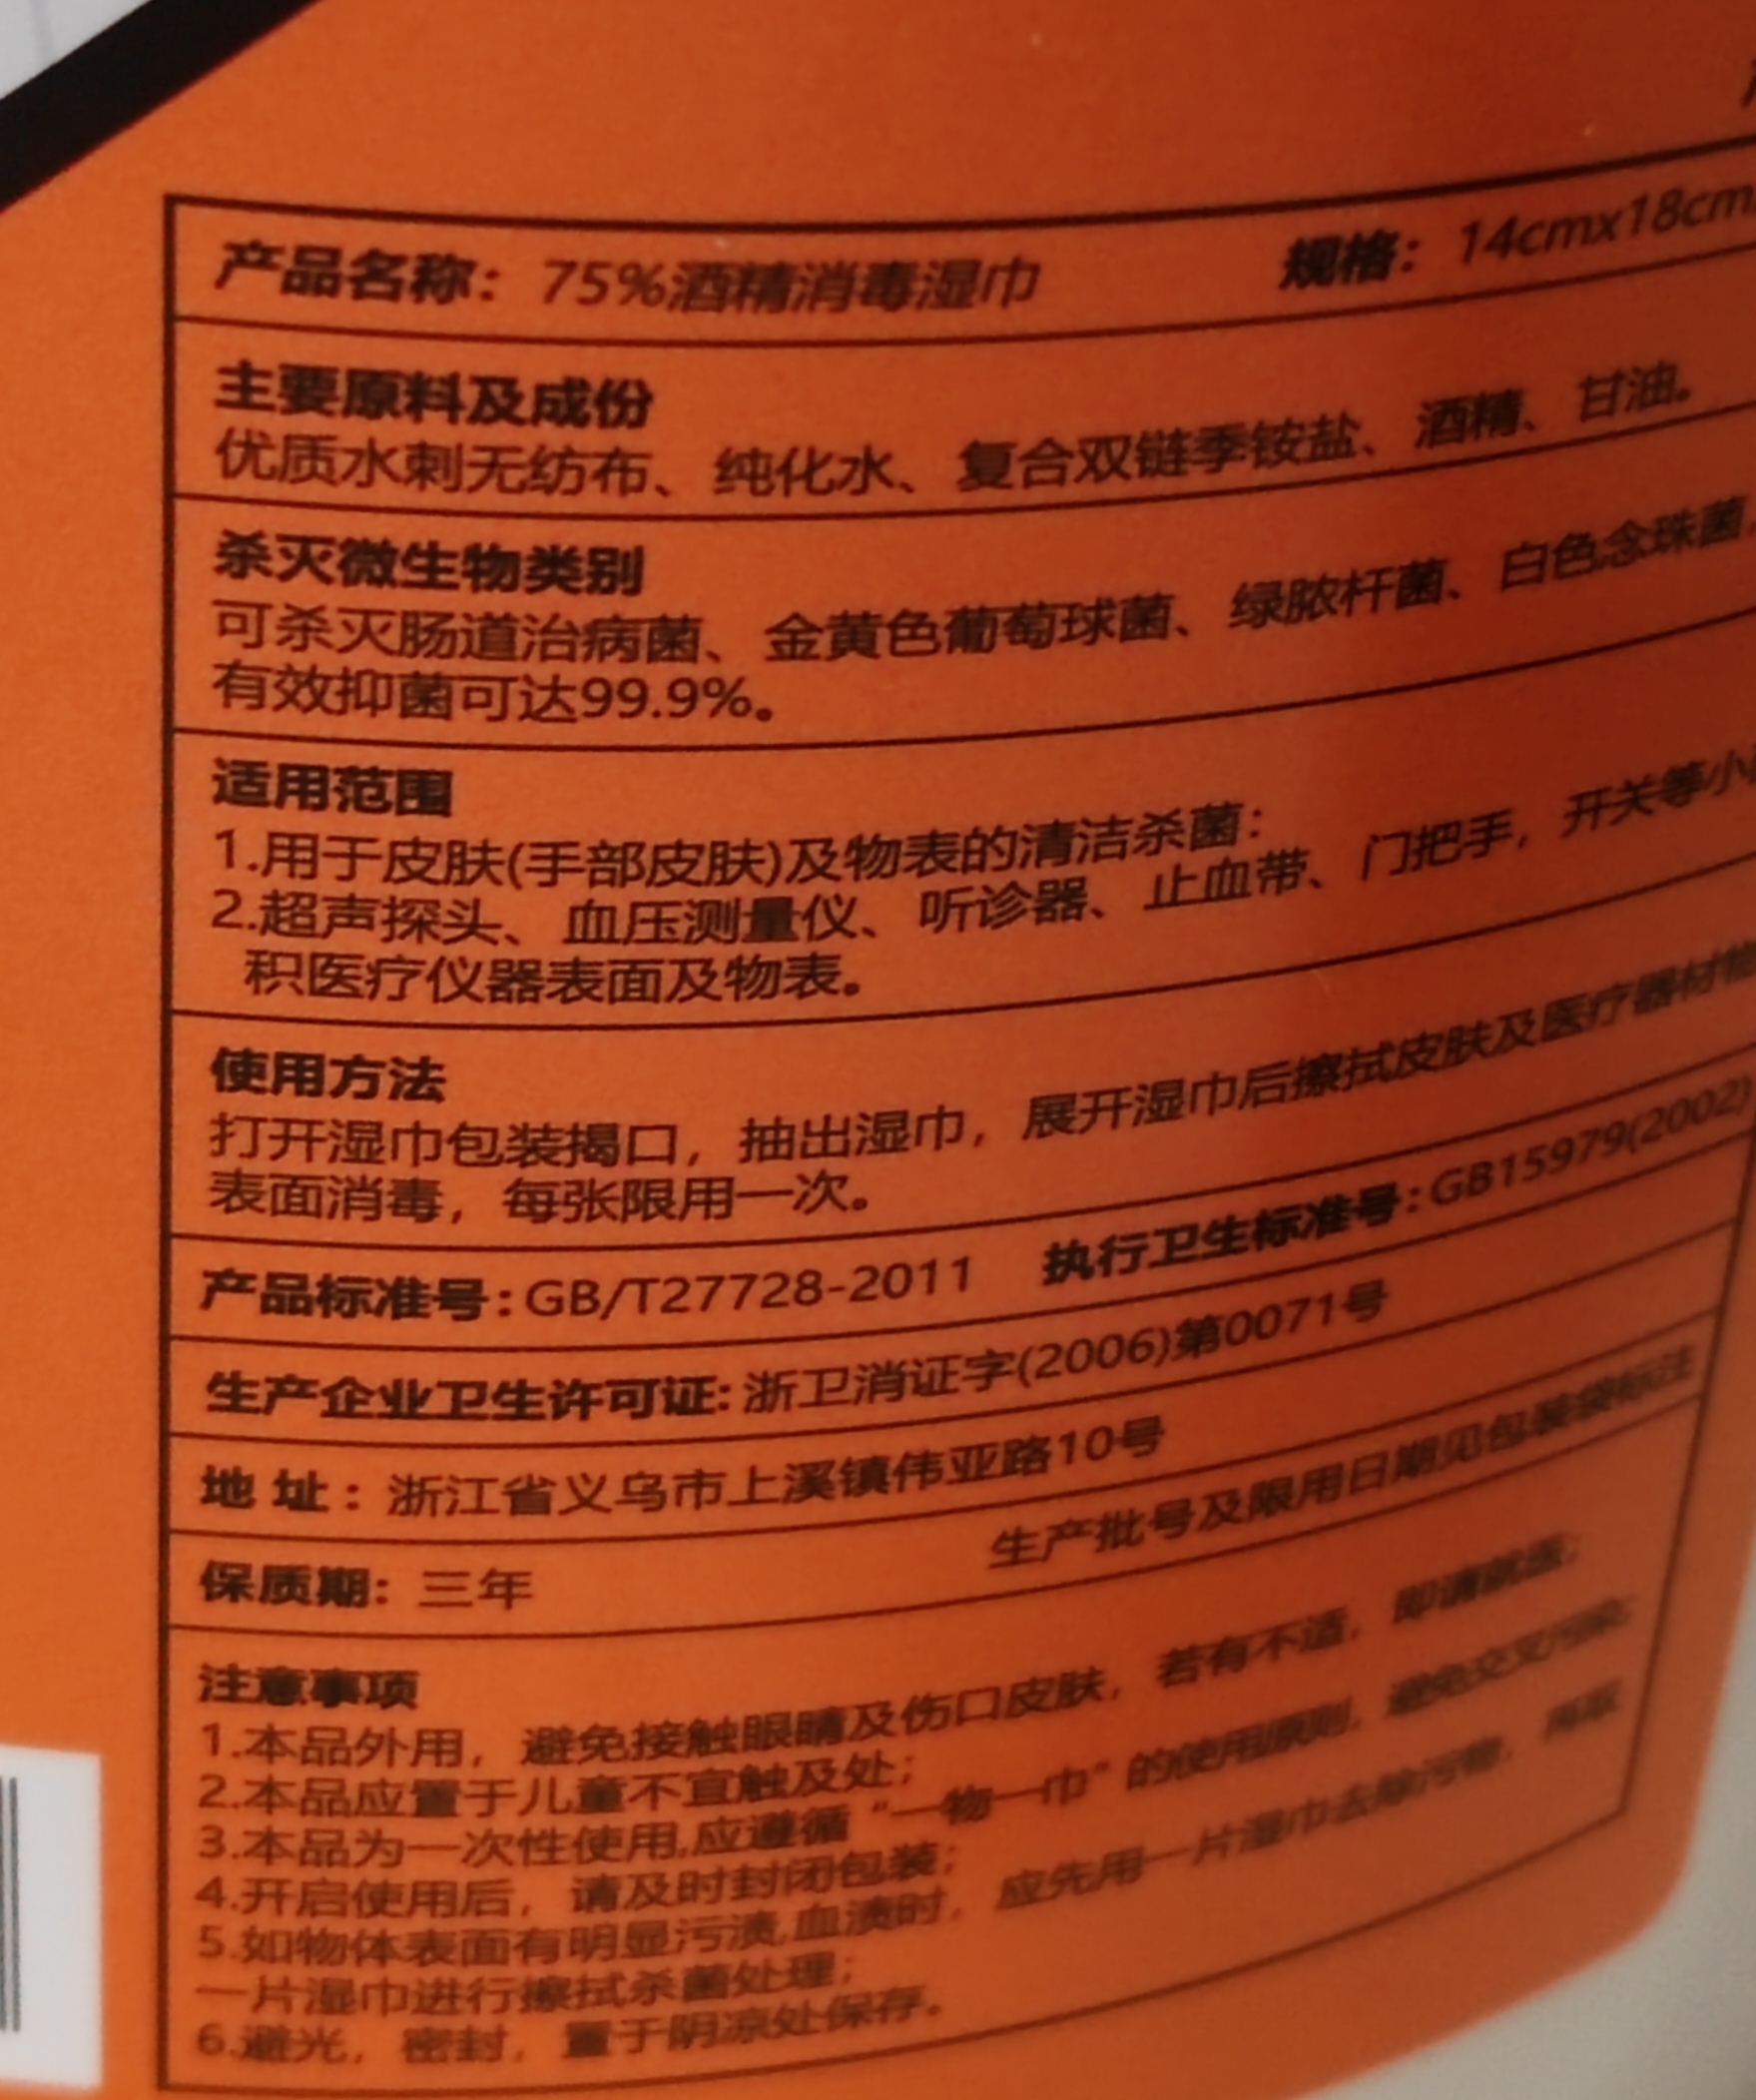 产品名称：75%酒精消毒湿巾 规格：14cmx18cm
主要原料及成份
优质水刺无纺布、纯化水、复合双链季铵盐、酒精、甘油。
杀灭微生物类别
可杀灭肠道治病菌、金黄色葡萄球菌、绿脓杆菌、白色念珠菌
有效抑菌可达99.9%。
适用范围
1.用于皮肤(手部皮肤)及物表的清洁杀菌：
2.超声探头、血压测量仪、听诊器、止血带、门把手，开关等小
积医疗仪器表面及物表。
使用方法
打开湿巾包装揭口，抽出湿巾，展开湿巾后擦拭皮肤及医疗器材
表面消毒，每张限用一次。
产品标准号：GB/T27728-2011 执行卫生标准号：GB15979(2002)
生产企业卫生许可证：浙卫消证字(2006)第0071号
地 址：浙江省义乌市上溪镇伟亚路10号
保质期：三年 生产批号及限用日期见包装袋标注
注意事项
1.本品外用，避免接触眼睛及伤口皮肤，若有不适，即请就医；
2.本品应置于儿童不宜触及处；
3.本品为一次性使用,应遵循“一物一巾”的使用原则，避免交叉污染；
4.开启使用后，请及时封闭包装；
5.如物体表面有明显污渍,血渍时，应先用一片湿巾去除污物，再取
一片湿巾进行擦拭杀菌处理；
6.避光，密封，置于阴凉处保存。